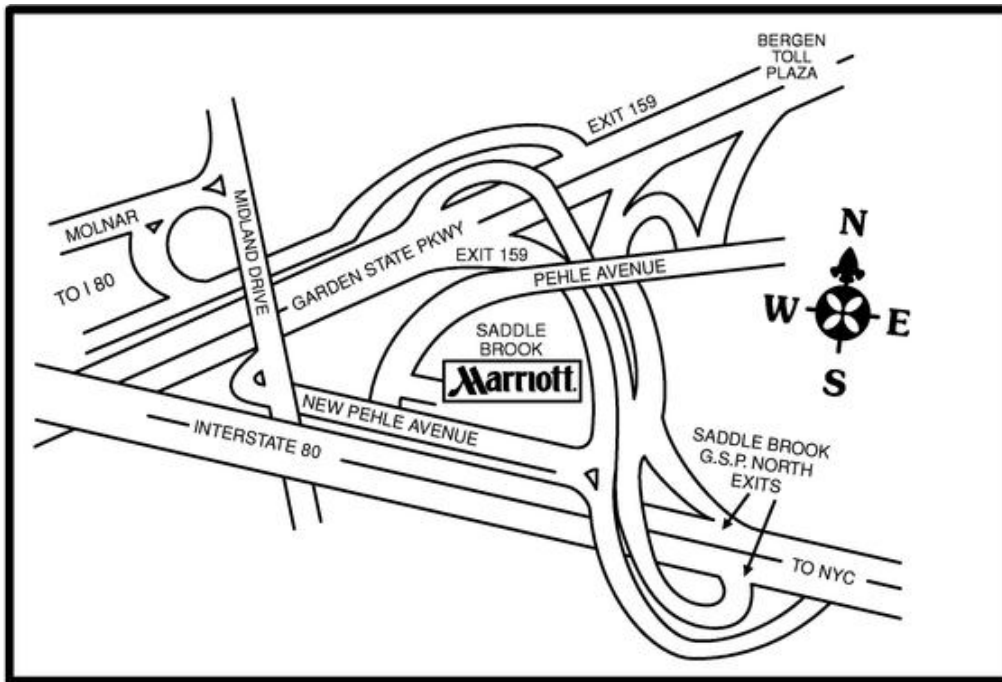 BERGEN
TOLL
PLAZA
EXIT 159
MOLNAR
MIDLAND DRIVE
GARDEN STATE PKWY
EXIT 159
PEHLE AVENUE
TO I 80
N
W
E
S
SADDLE
BROOK
Marriott
NEW PEHLE AVENUE
INTERSTATE 80
SADDLE BROOK
G.S.P. NORTH
EXITS
TO NYC